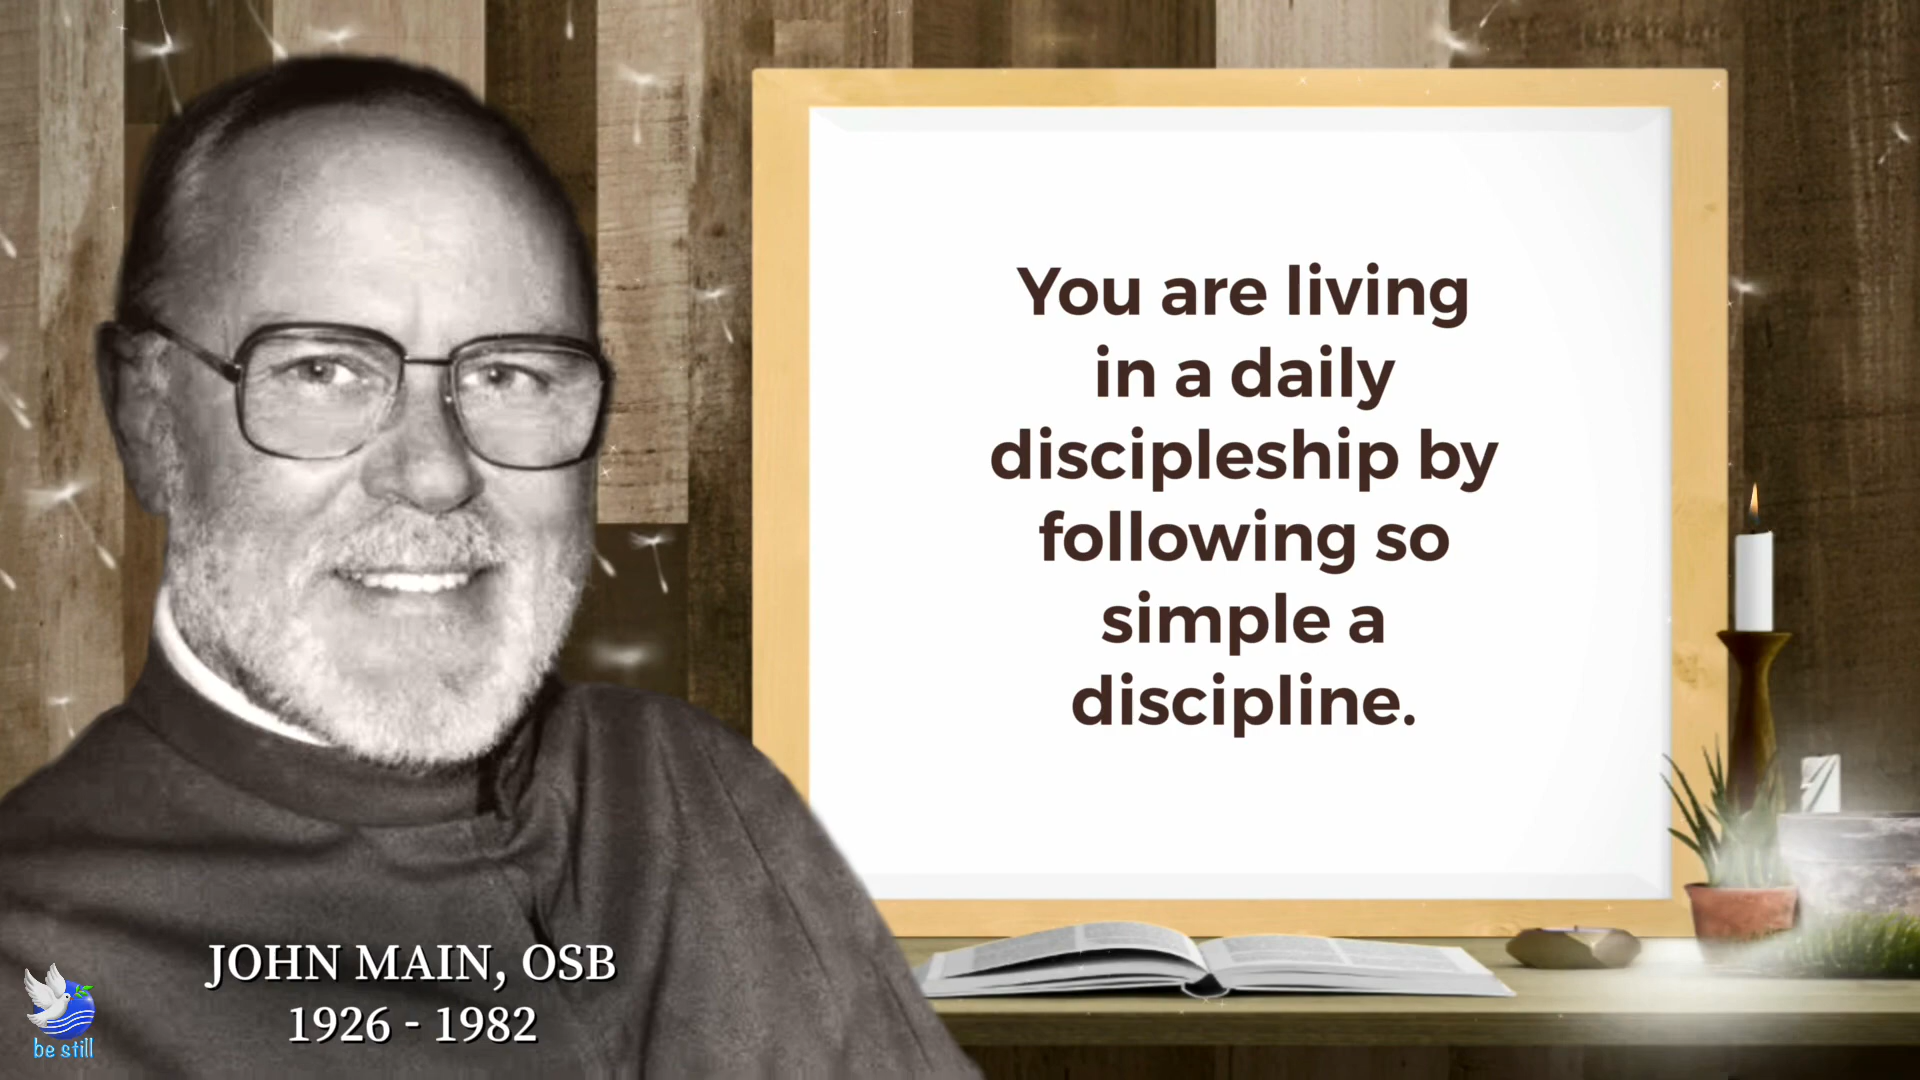 You are living
in a daily
discipleship by
following so
simple a
discipline.
JOHN MAIN, OSB
1926 - 1982
be still